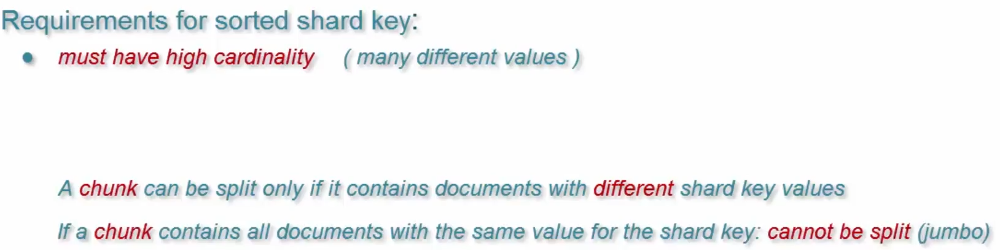 Requirements for sorted shard key:
• must have high cardinality ( many different values )
A chunk can be split only if it contains documents with different shard key values
If a chunk contains all documents with the same value for the shard key: cannot be split (jumbo)